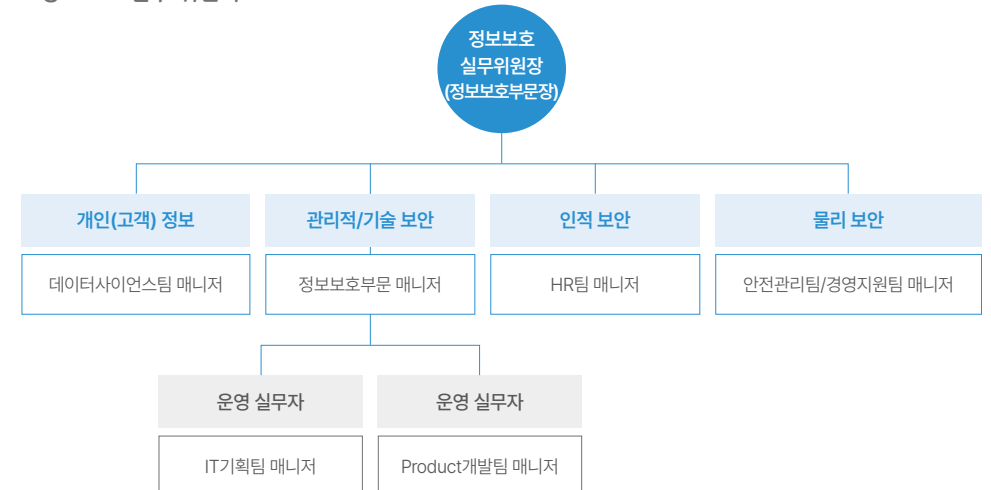 정보보호
실무위원장
(정보보호부문장)
개인(고객) 정보
관리적/기술 보안
인적 보안
물리 보안
데이터사이언스팀 매니저
정보보호부문 매니저
HR팀 매니저
안전관리팀/경영지원팀 매니저
운영 실무자
운영 실무자
IT기획팀 매니저
Product개발팀 매니저